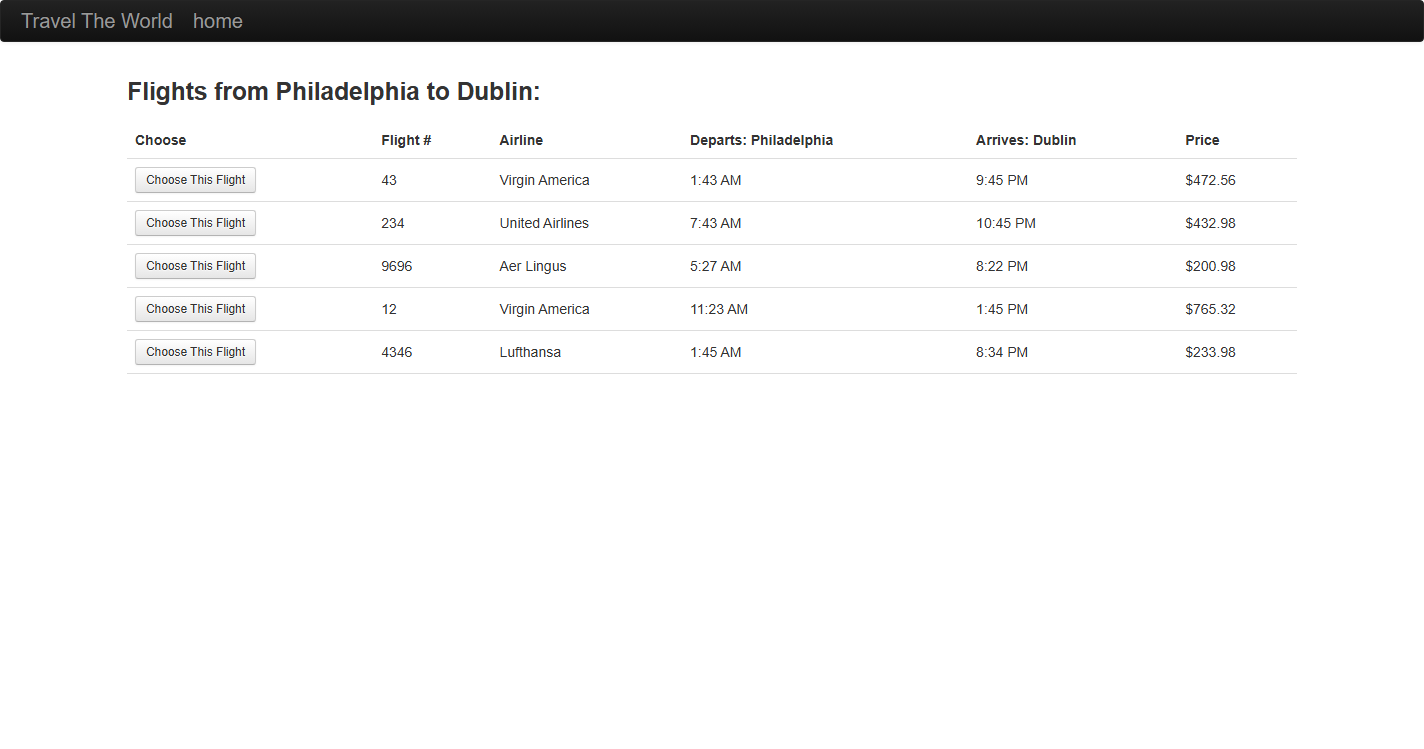 Travel The World home
Flights from Philadelphia to Dublin:
Choose Flight # Airline Departs: Philadelphia Arrives: Dublin Price
Choose This Flight 43 Virgin America 1:43 AM 9:45 PM $472.56
Choose This Flight 234 United Airlines 7:43 AM 10:45 PM $432.98
Choose This Flight 9696 Aer Lingus 5:27 AM 8:22 PM $200.98
Choose This Flight 12 Virgin America 11:23 AM 1:45 PM $765.32
Choose This Flight 4346 Lufthansa 1:45 AM 8:34 PM $233.98